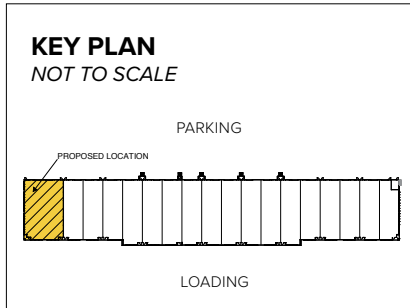 KEY PLAN
NOT TO SCALE
PARKING
PROPOSED LOCATION
LOADING